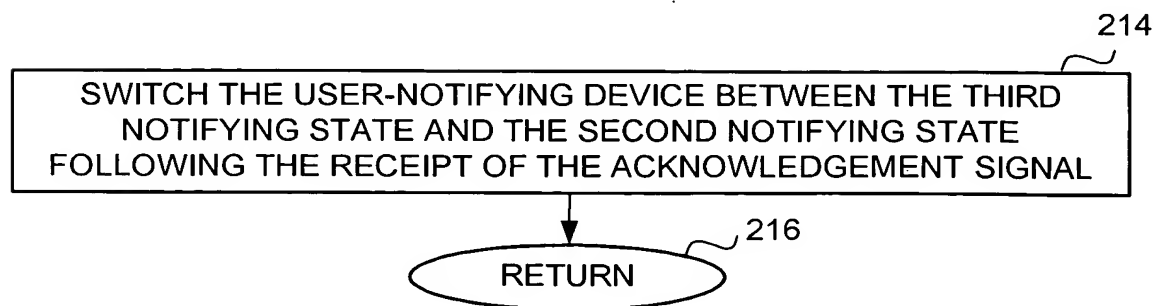 214
SWITCH THE USER-NOTIFYING DEVICE BETWEEN THE THIRD
NOTIFYING STATE AND THE SECOND NOTIFYING STATE
FOLLOWING THE RECEIPT OF THE ACKNOWLEDGEMENT SIGNAL
216
RETURN